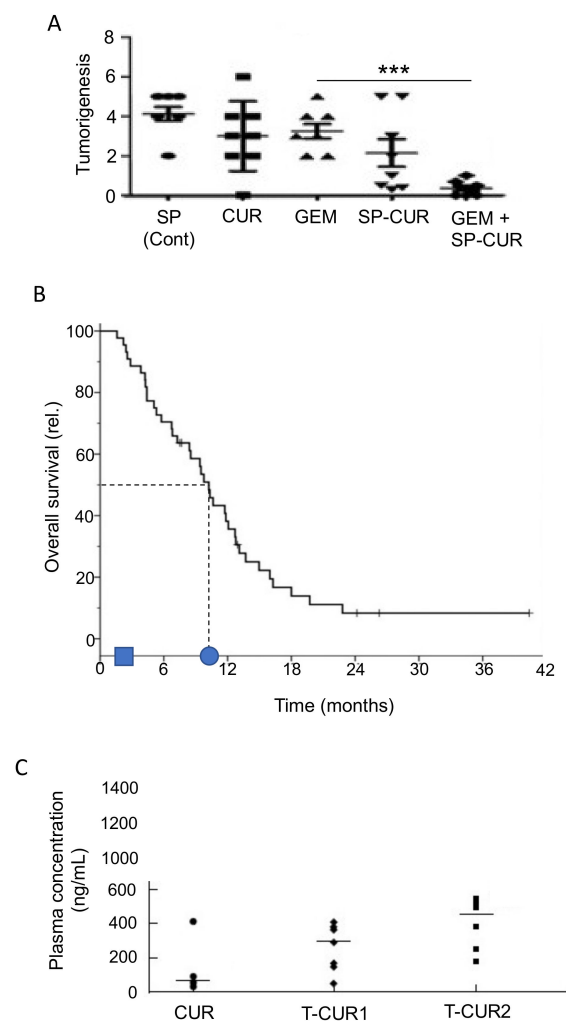 A
Tumorigenesis
8
6
4
2
0
***
SP
(Cont)
CUR
GEM
SP-CUR
GEM +
SP-CUR
B
Overall survival (rel.)
100
80
60
40
20
0
0
6
12
18
24
30
36
42
Time (months)
C
Plasma concentration
(ng/mL)
1400
1200
1000
600
400
200
0
CUR
T-CUR1
T-CUR2